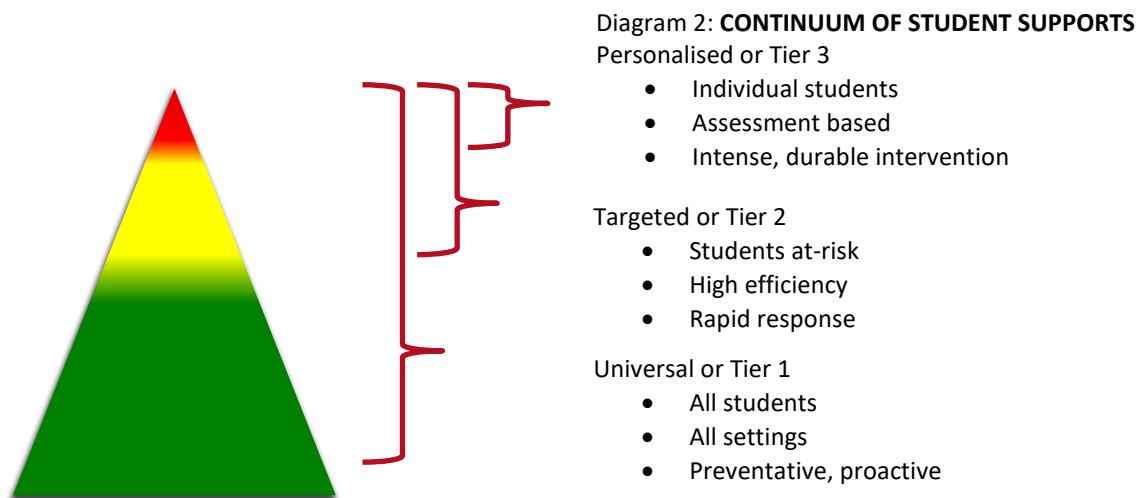 Diagram 2: CONTINUUM OF STUDENT SUPPORTS
Personalised or Tier 3
• Individual students
• Assessment based
• Intense, durable intervention
Targeted or Tier 2
• Students at-risk
• High efficiency
• Rapid response
Universal or Tier 1
• All students
• All settings
• Preventative, proactive